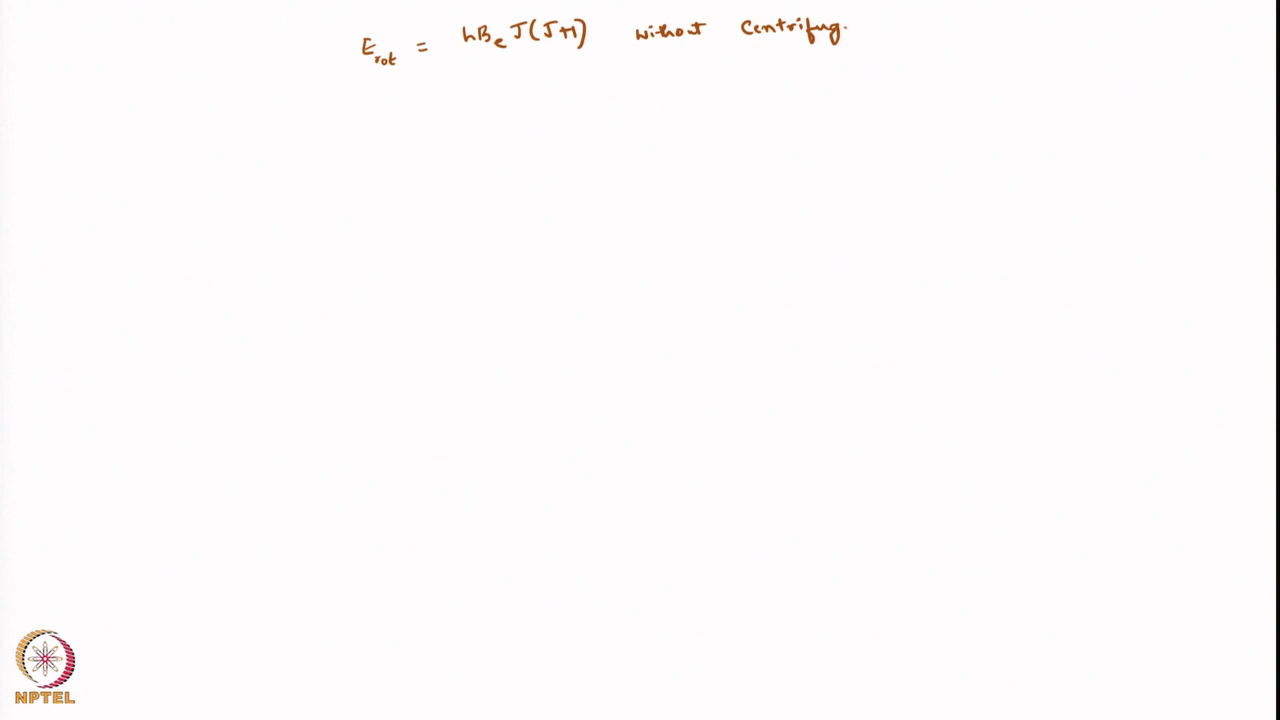 E_rot = hB_e J(J+1) without Centrifug.
NPTEL